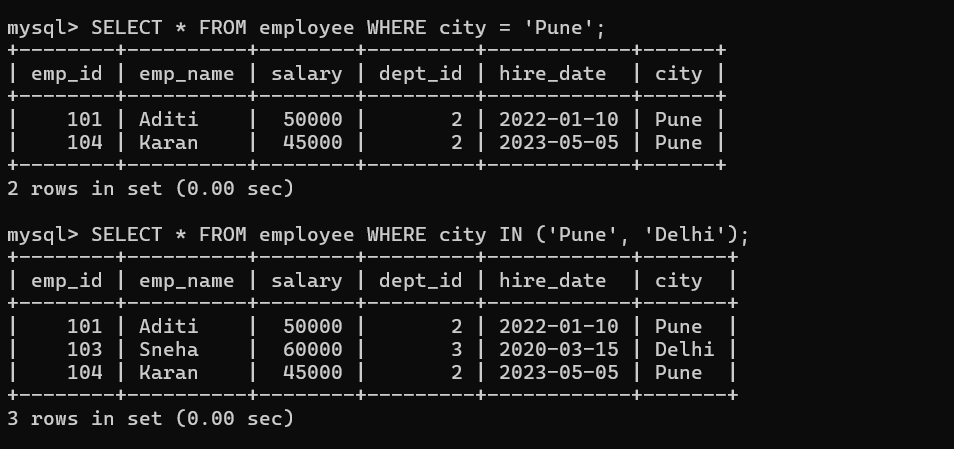 mysql> SELECT * FROM employee WHERE city = 'Pune';
+--------+----------+--------+---------+------------+------+
| emp_id | emp_name | salary | dept_id | hire_date  | city |
+--------+----------+--------+---------+------------+------+
|    101 | Aditi    |  50000 |       2 | 2022-01-10 | Pune |
|    104 | Karan    |  45000 |       2 | 2023-05-05 | Pune |
+--------+----------+--------+---------+------------+------+
2 rows in set (0.00 sec)

mysql> SELECT * FROM employee WHERE city IN ('Pune', 'Delhi');
+--------+----------+--------+---------+------------+-------+
| emp_id | emp_name | salary | dept_id | hire_date  | city  |
+--------+----------+--------+---------+------------+-------+
|    101 | Aditi    |  50000 |       2 | 2022-01-10 | Pune  |
|    103 | Sneha    |  60000 |       3 | 2020-03-15 | Delhi |
|    104 | Karan    |  45000 |       2 | 2023-05-05 | Pune  |
+--------+----------+--------+---------+------------+-------+
3 rows in set (0.00 sec)